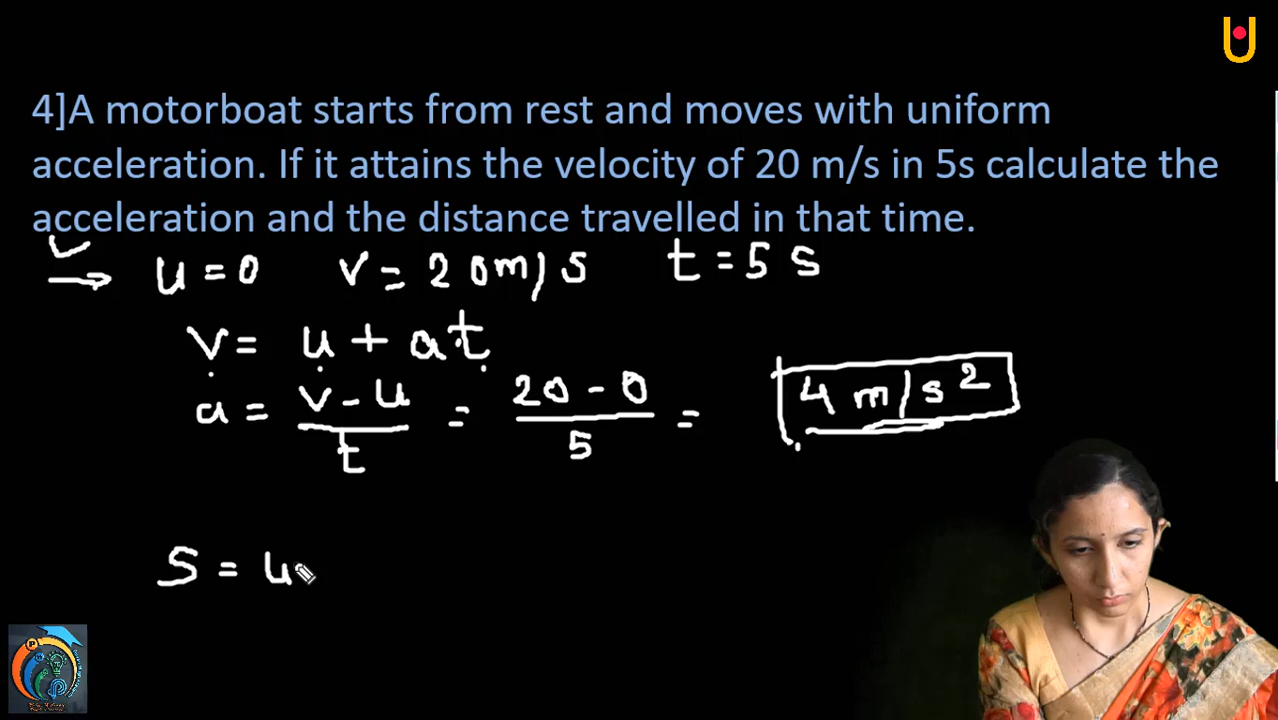 4]A motorboat starts from rest and moves with uniform
acceleration. If it attains the velocity of 20 m/s in 5s calculate the
acceleration and the distance travelled in that time.
→ u = 0 v = 20m/s t = 5 s
v = u + at
a = v - u / t = 20 - 0 / 5 = 4 m/s²
S = u